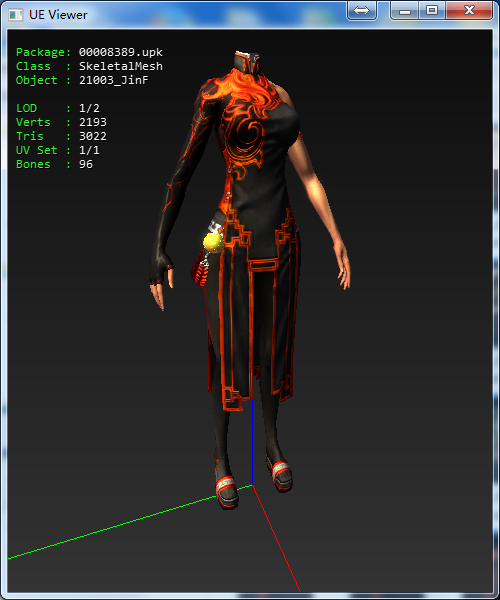 UE Viewer
Package: 00008389.upk
Class : SkeletalMesh
Object : 21003_JinF
LOD : 1/2
Verts : 2193
Tris : 3022
UV Set : 1/1
Bones : 96